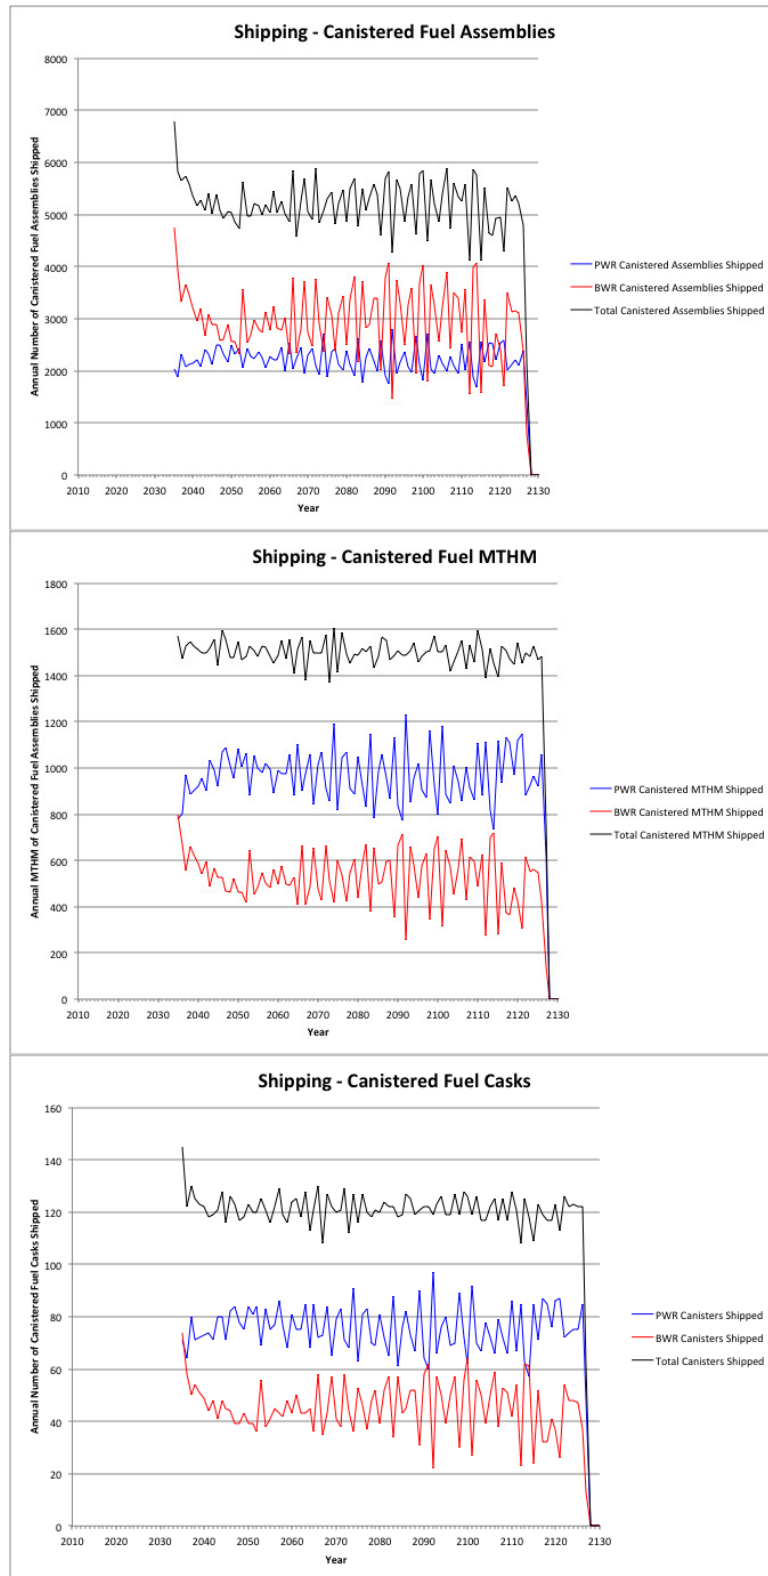 Shipping - Canistered Fuel Assemblies
Annual Number of Canistered Fuel Assemblies Shipped
8000
7000
6000
5000
4000
3000
2000
1000
0
2010 2020 2030 2040 2050 2060 2070 2080 2090 2100 2110 2120 2130
Year
PWR Canistered Assemblies Shipped
BWR Canistered Assemblies Shipped
Total Canistered Assemblies Shipped
Shipping - Canistered Fuel MTHM
Annual MTHM of Canistered Fuel Assemblies Shipped
1800
1600
1400
1200
1000
800
600
400
200
0
2010 2020 2030 2040 2050 2060 2070 2080 2090 2100 2110 2120 2130
Year
PWR Canistered MTHM Shipped
BWR Canistered MTHM Shipped
Total Canistered MTHM Shipped
Shipping - Canistered Fuel Casks
Annual Number of Canistered Fuel Casks Shipped
160
140
120
100
80
60
40
20
0
2010 2020 2030 2040 2050 2060 2070 2080 2090 2100 2110 2120 2130
Year
PWR Canisters Shipped
BWR Canisters Shipped
Total Canisters Shipped